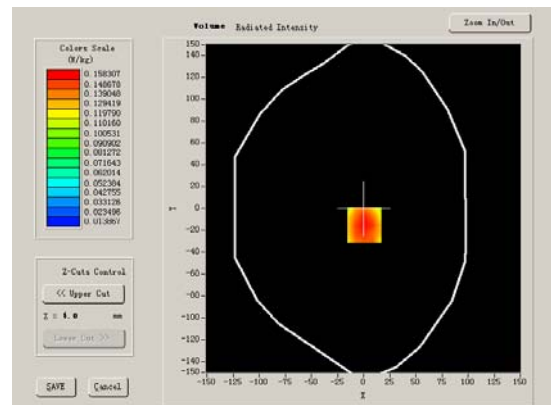 Volume Radiated Intensity
Zoom In/Out
Colors Scale
(W/kg)
0.158307
0.148678
0.139048
0.129419
0.119790
0.110160
0.100531
0.090902
0.081272
0.071643
0.062014
0.052384
0.042755
0.033126
0.023496
0.013867
Z-Cuts Control
<< Upper Cut
Z = 4.0 mm
Lower Cut >>
SAVE
Cancel
150
140
120
100
80
60
40
20
0
-20
-40
-60
-80
-100
-120
-140
-150
Y
-150 -125 -100 -75 -50 -25 0 25 50 75 100 125 150
X